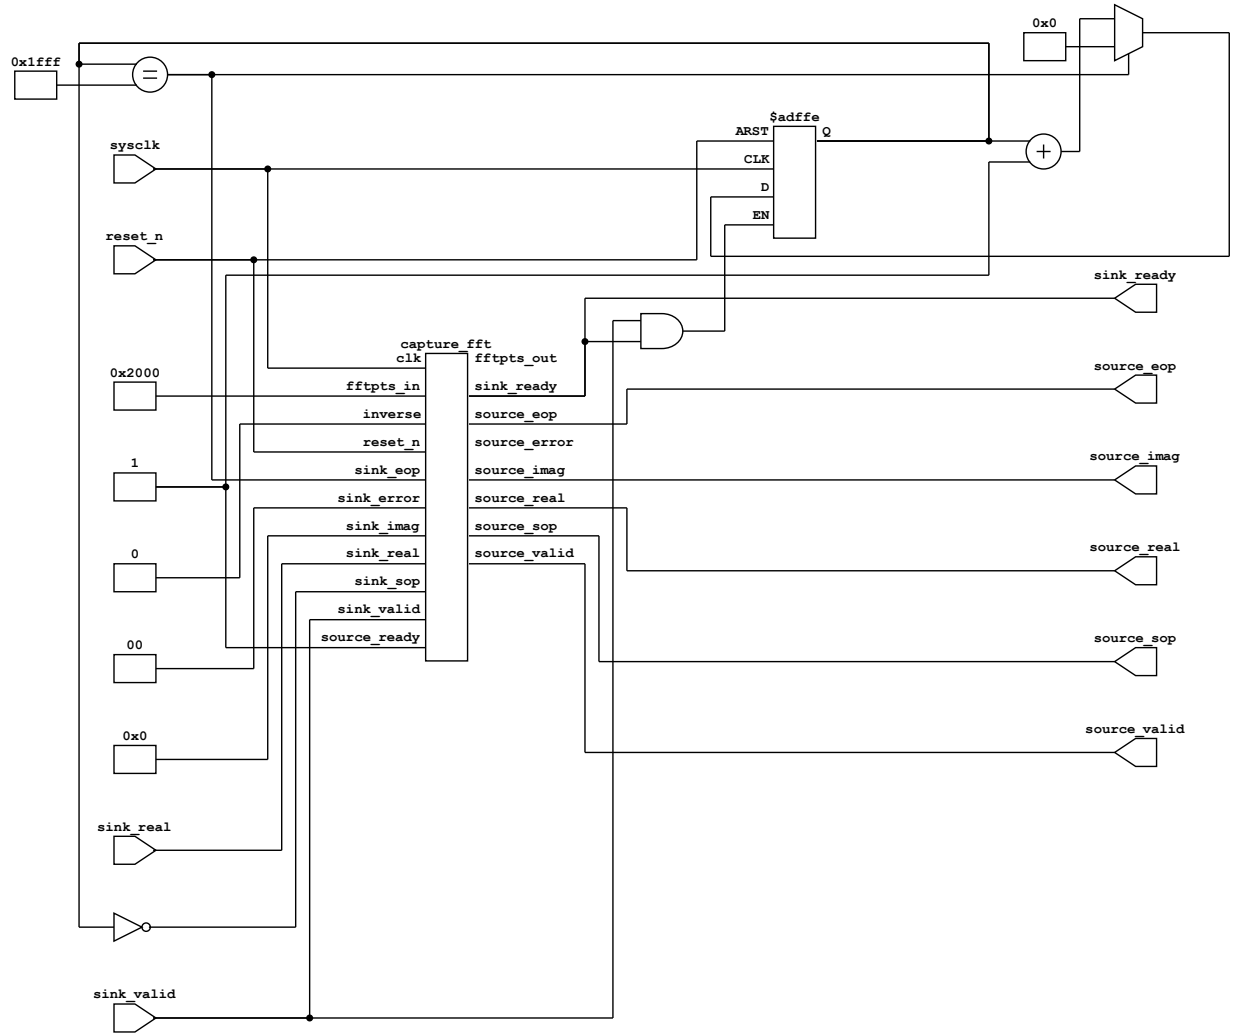 0x0
0x1fff
$adffe
ARST
Q
sysclk
CLK
D
EN
reset_n
sink_ready
capture_fft
clk
fftpts_out
0x2000
fftpts_in
sink_ready
source_eop
0
inverse
source_eop
reset_n
source_error
1
sink_eop
source_imag
source_imag
sink_error
source_real
sink_imag
source_sop
0
sink_real
source_valid
source_real
sink_sop
sink_valid
00
source_ready
source_sop
0x0
source_valid
sink_real
sink_valid